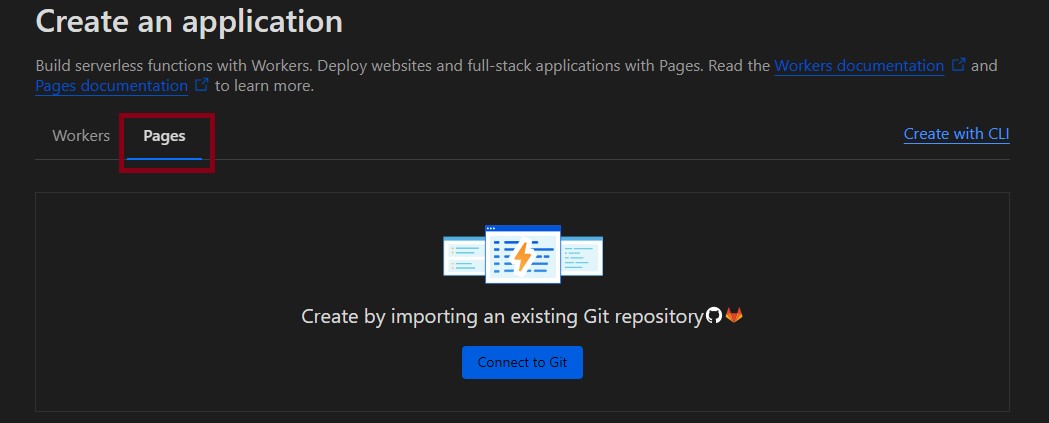 Create an application
Build serverless functions with Workers. Deploy websites and full-stack applications with Pages. Read the Workers documentation and
Pages documentation to learn more.
Workers Pages Create with CLI
Create by importing an existing Git repository
Connect to Git